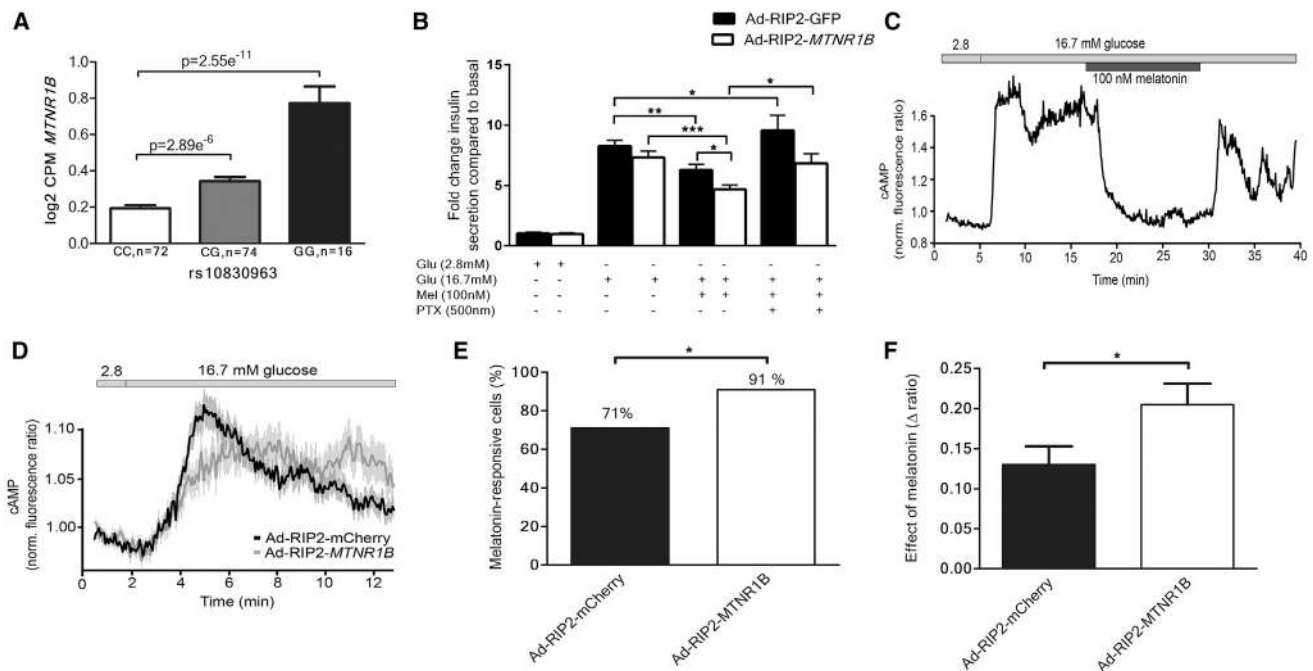 A
p=2.55e-11
p=2.89e-6
log2 CPM MTNR1B
1.0
0.8
0.6
0.4
0.2
0.0
CC,n=72
CG,n=74
GG,n=16
rs10830963
B
Ad-RIP2-GFP
Ad-RIP2-MTNR1B
Fold change insulin
secretion compared to basal
15
10
5
0
*
**
*
***
*
Glu (2.8mM) + + - - - - - -
Glu (16.7mM) - - + + + + + +
Mel (100nM) - - - - + + + +
PTX (500nm) - - - - - - + +
C
2.8
16.7 mM glucose
100 nM melatonin
cAMP
(norm. fluorescence ratio)
1.6
1.4
1.2
1.0
0.8
0 5 10 15 20 25 30 35 40
Time (min)
D
2.8
16.7 mM glucose
cAMP
(norm. fluorescence ratio)
1.10
1.05
1.00
Ad-RIP2-mCherry
Ad-RIP2-MTNR1B
0 2 4 6 8 10 12
Time (min)
E
*
Melatonin-responsive cells (%)
100
80
60
40
20
0
71%
91 %
Ad-RIP2-mCherry
Ad-RIP2-MTNR1B
F
*
Effect of melatonin (Δ ratio)
0.25
0.20
0.15
0.10
0.05
0.00
Ad-RIP2-mCherry
Ad-RIP2-MTNR1B